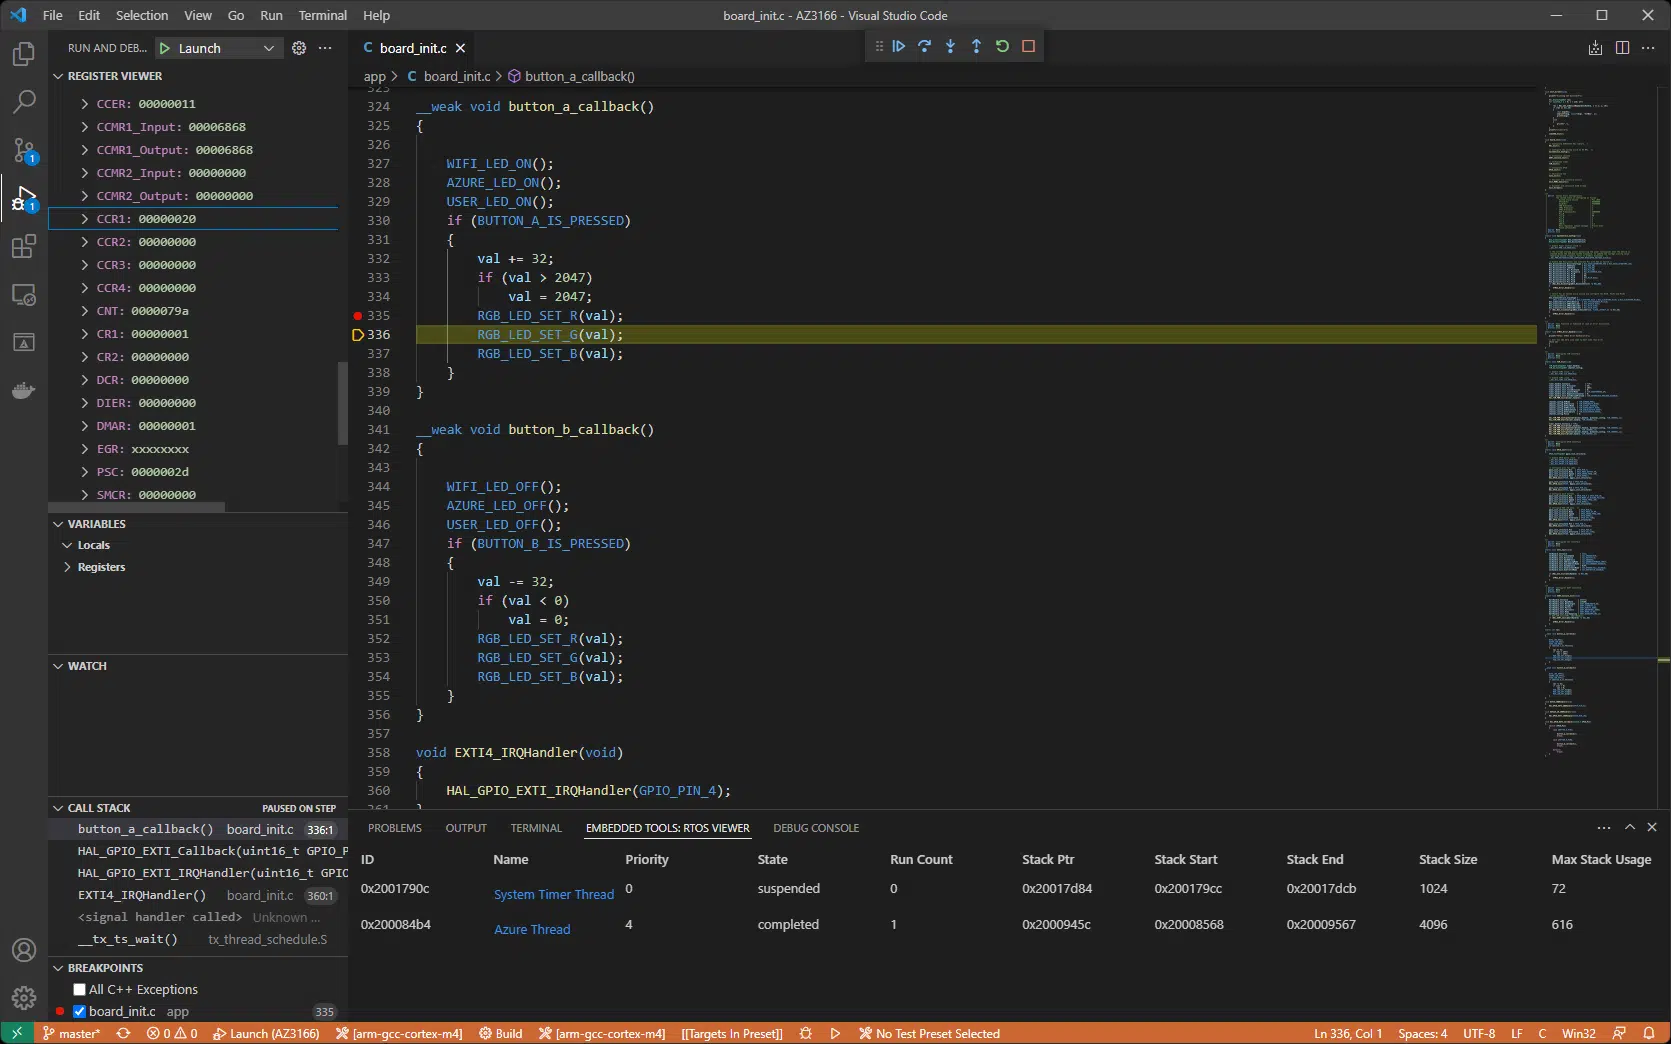 File Edit Selection View Go Run Terminal Help
board_init.c - AZ3166 - Visual Studio Code
RUN AND DEB... Launch
REGISTER VIEWER
CCER: 00000011
CCMR1_Input: 00006868
CCMR1_Output: 00006868
CCMR2_Input: 00000000
CCMR2_Output: 00000000
CCR1: 00000020
CCR2: 00000000
CCR3: 00000000
CCR4: 00000000
CNT: 0000079a
CR1: 00000001
CR2: 00000000
DCR: 00000000
DIER: 00000000
DMAR: 00000001
EGR: xxxxxxxx
PSC: 0000002d
SMCR: 00000000
VARIABLES
Locals
Registers
WATCH
CALL STACK PAUSED ON STEP
button_a_callback() board_init.c 336:1
HAL_GPIO_EXTI_Callback(uint16_t GPIO_P
HAL_GPIO_EXTI_IRQHandler(uint16_t GPIO
EXTI4_IRQHandler() board_init.c 360:1
<signal handler called> Unknown ...
__tx_ts_wait() tx_thread_schedule.S
BREAKPOINTS
All C++ Exceptions
board_init.c app 335
1
1
C board_init.c
app > C board_init.c > button_a_callback()
323
324 __weak void button_a_callback()
325 {
326
327 WIFI_LED_ON();
328 AZURE_LED_ON();
329 USER_LED_ON();
330 if (BUTTON_A_IS_PRESSED)
331 {
332 val += 32;
333 if (val > 2047)
334 val = 2047;
335 RGB_LED_SET_R(val);
336 RGB_LED_SET_G(val);
337 RGB_LED_SET_B(val);
338 }
339 }
340
341 __weak void button_b_callback()
342 {
343
344 WIFI_LED_OFF();
345 AZURE_LED_OFF();
346 USER_LED_OFF();
347 if (BUTTON_B_IS_PRESSED)
348 {
349 val -= 32;
350 if (val < 0)
351 val = 0;
352 RGB_LED_SET_R(val);
353 RGB_LED_SET_G(val);
354 RGB_LED_SET_B(val);
355 }
356 }
357
358 void EXTI4_IRQHandler(void)
359 {
360 HAL_GPIO_EXTI_IRQHandler(GPIO_PIN_4);
361 }
PROBLEMS OUTPUT TERMINAL EMBEDDED TOOLS: RTOS VIEWER DEBUG CONSOLE
ID Name Priority State Run Count Stack Ptr Stack Start Stack End Stack Size Max Stack Usage
0x2001790c System Timer Thread 0 suspended 0 0x20017d84 0x200179cc 0x20017dcb 1024 72
0x200084b4 Azure Thread 4 completed 1 0x2000945c 0x20008568 0x20009567 4096 616
master* 0 0 Launch (AZ3166) [arm-gcc-cortex-m4] Build [arm-gcc-cortex-m4] [[Targets In Preset]] No Test Preset Selected Ln 336, Col 1 Spaces: 4 UTF-8 LF C Win32